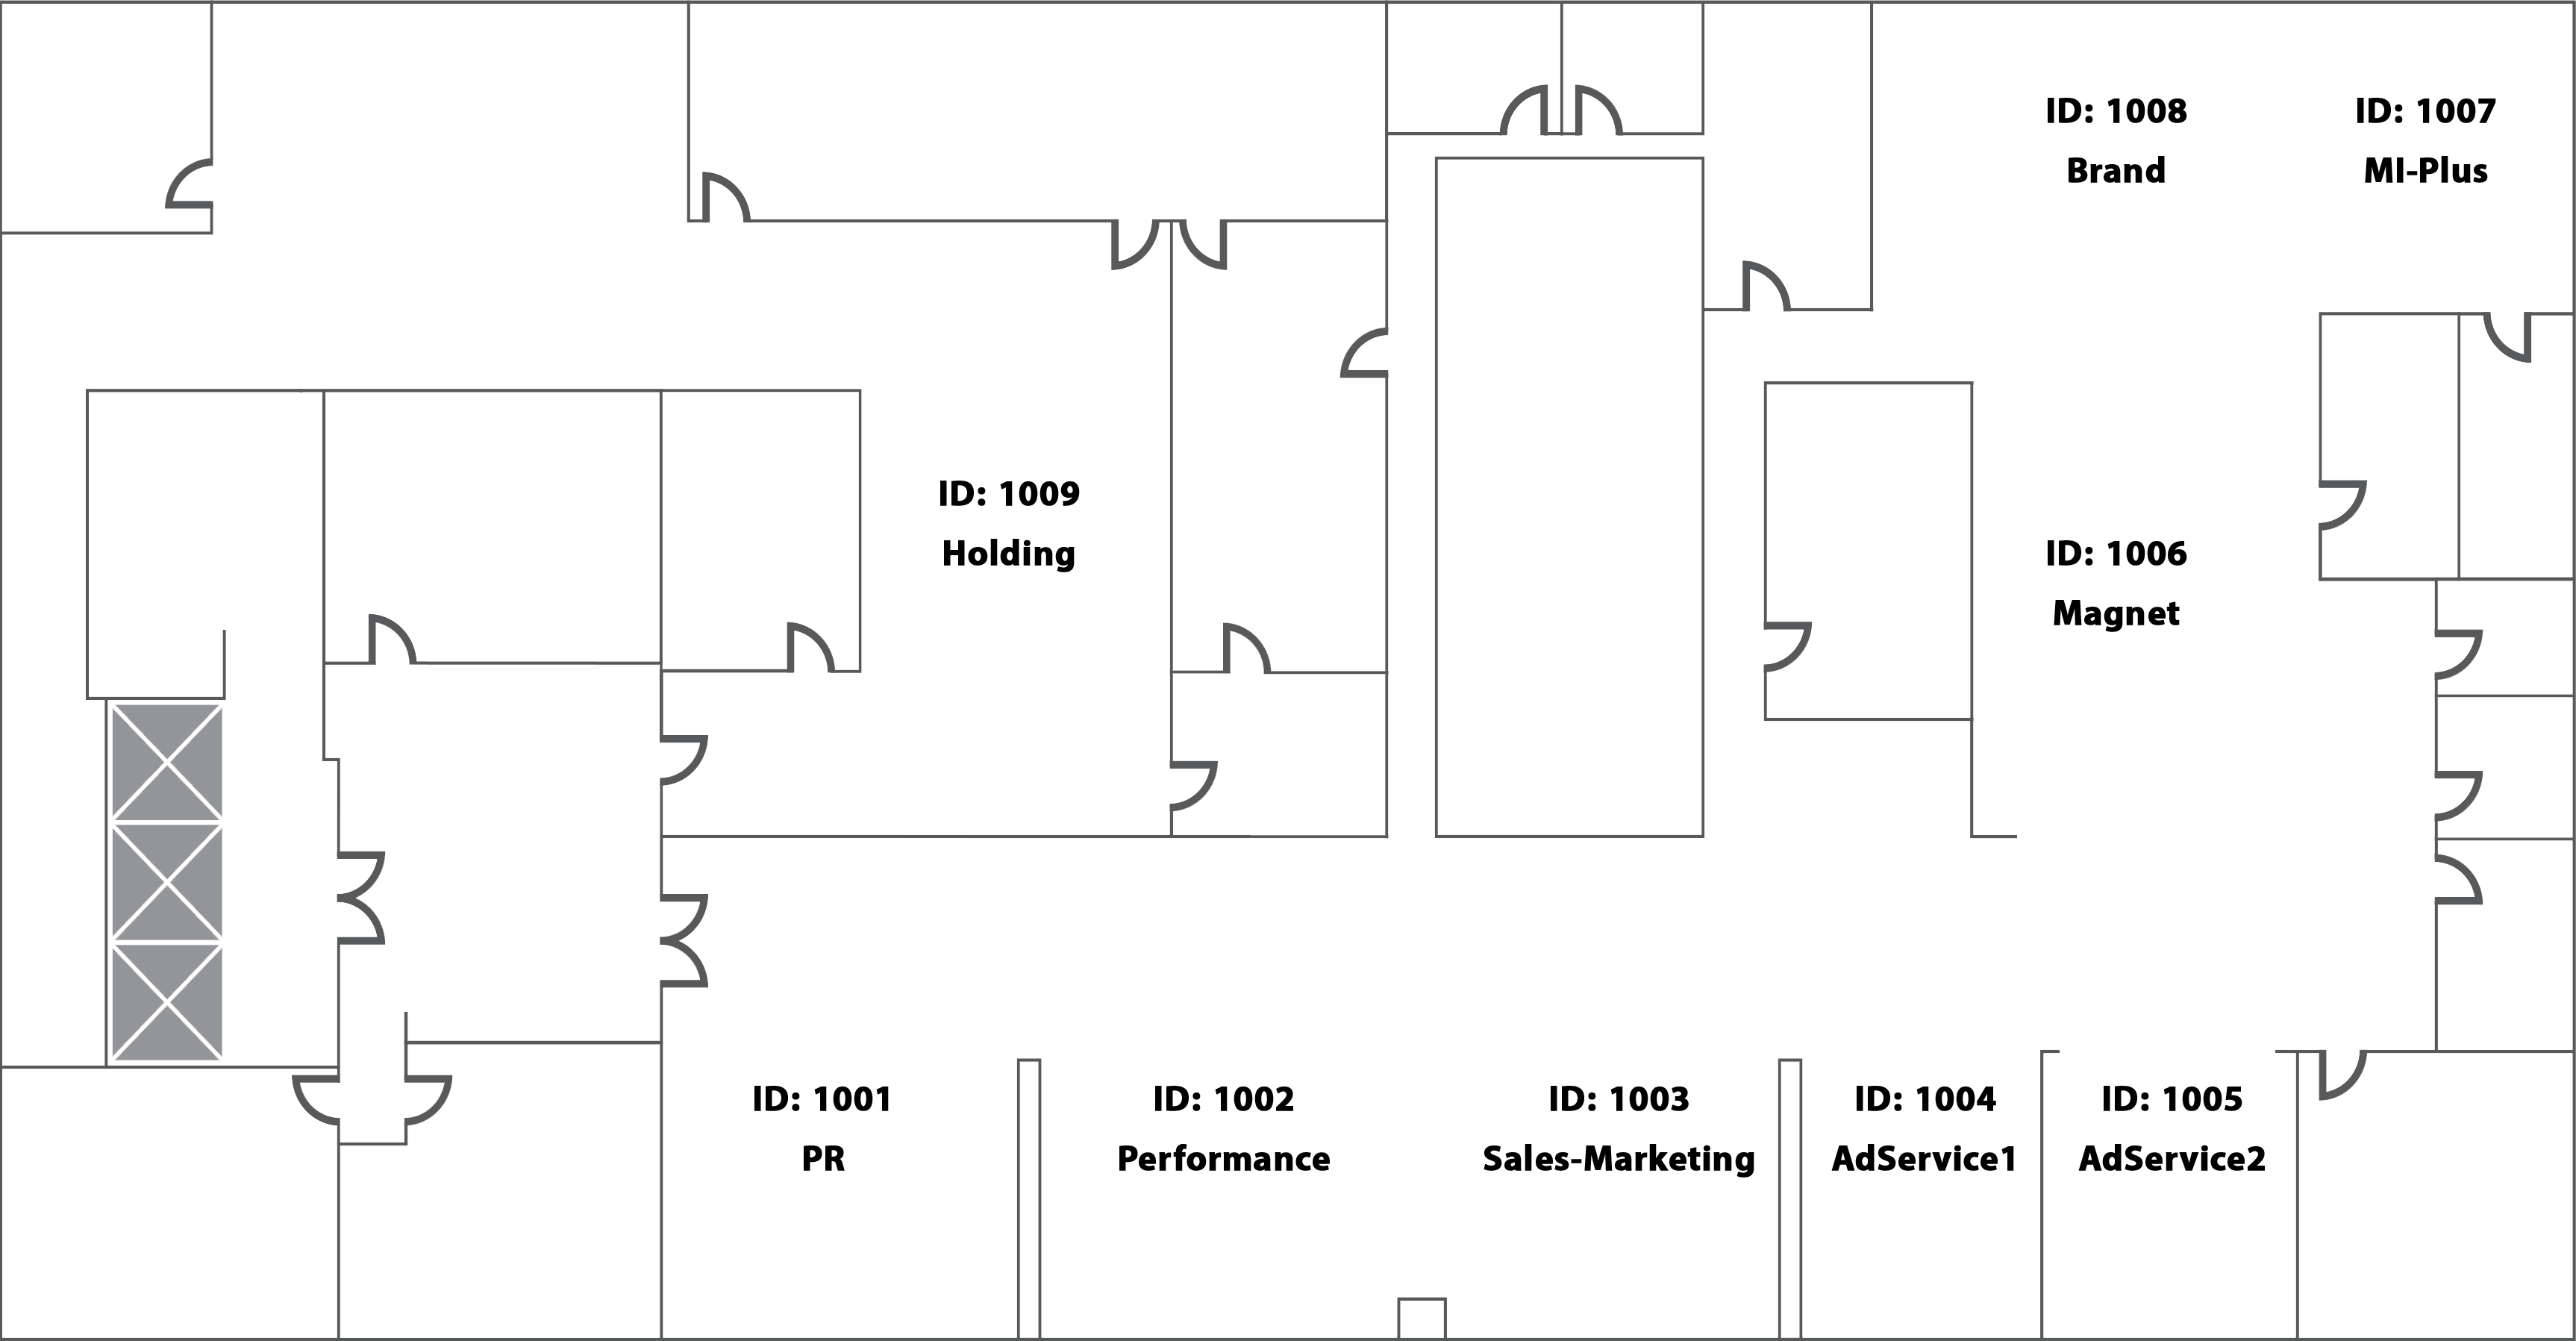 ID: 1008
Brand
ID: 1007
MI-Plus
ID: 1009
Holding
ID: 1006
Magnet
ID: 1001
PR
ID: 1002
Performance
ID: 1003
Sales-Marketing
ID: 1004
AdService1
ID: 1005
AdService2